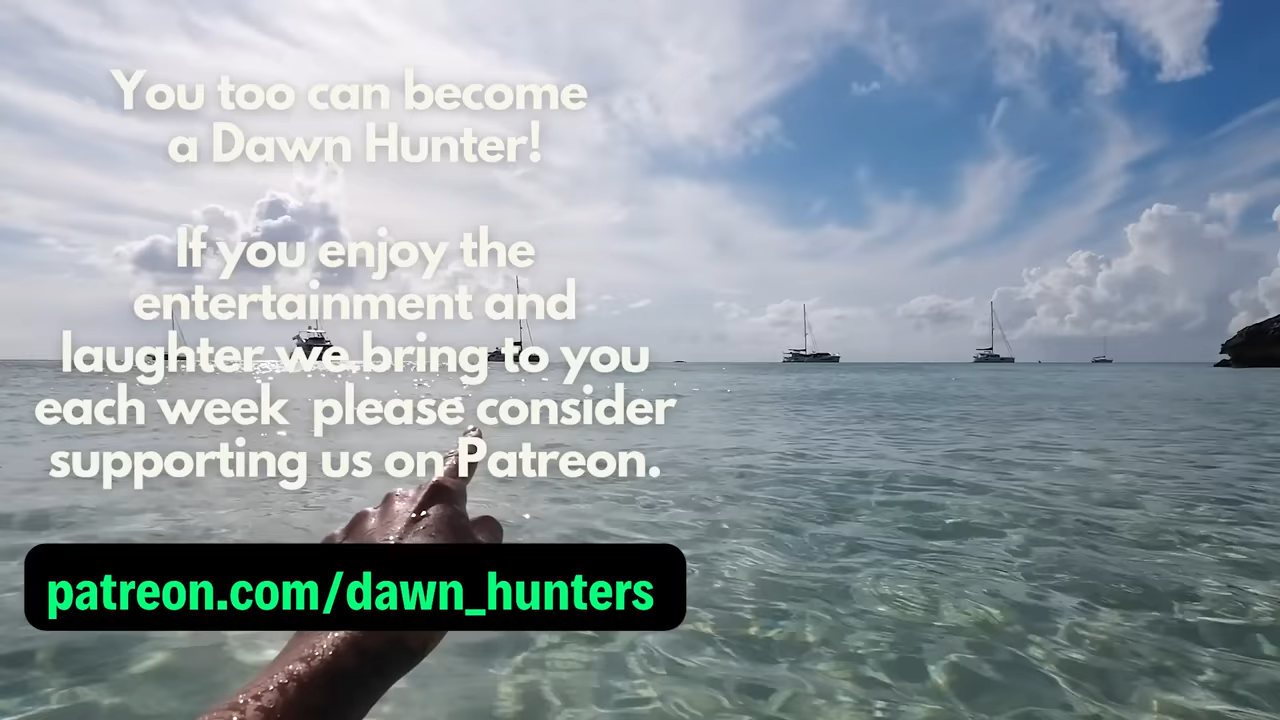 You too can become
a Dawn Hunter!
If you enjoy the
entertainment and
laughter we bring to you
each week  please consider
supporting us on Patreon.
patreon.com/dawn_hunters